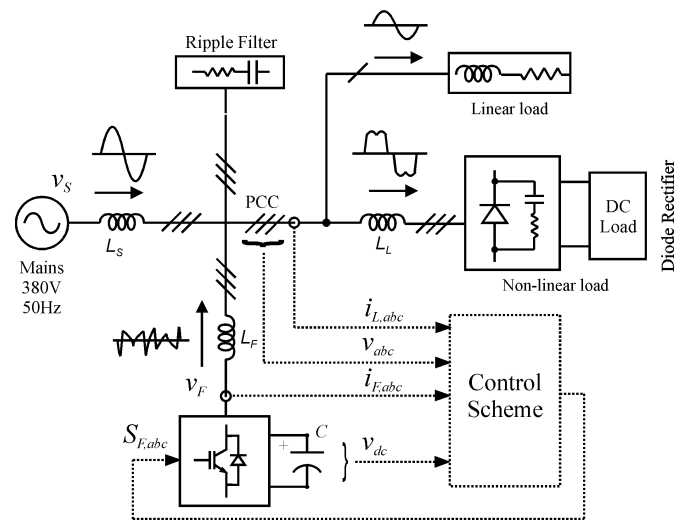 Ripple Filter
Linear load
v_S
PCC
L_S
L_L
DC
Load
Diode Rectifier
Mains
380V
50Hz
Non-linear load
i_L,abc
v_abc
i_F,abc
L_F
v_F
Control
Scheme
S_F,abc
+
C
v_dc